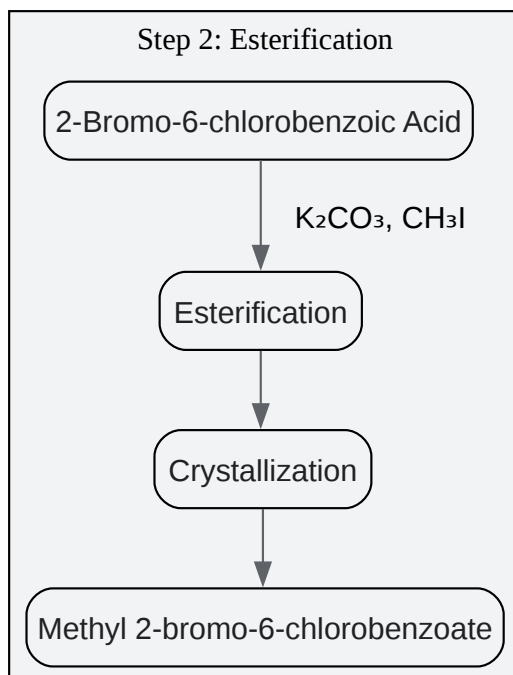 Step 2: Esterification
2-Bromo-6-chlorobenzoic Acid
K₂CO₃, CH₃I
Esterification
Crystallization
Methyl 2-bromo-6-chlorobenzoate